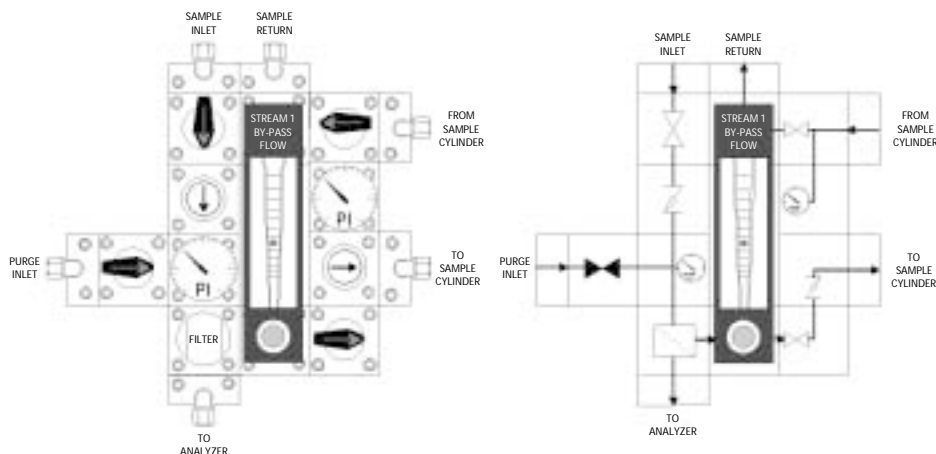 SAMPLE
INLET
SAMPLE
RETURN
STREAM 1
BY-PASS
FLOW
FROM
SAMPLE
CYLINDER
PI
PURGE
INLET
PI
TO
SAMPLE
CYLINDER
FILTER
TO
ANALYZER
SAMPLE
INLET
SAMPLE
RETURN
STREAM 1
BY-PASS
FLOW
FROM
SAMPLE
CYLINDER
PURGE
INLET
TO
SAMPLE
CYLINDER
TO
ANALYZER